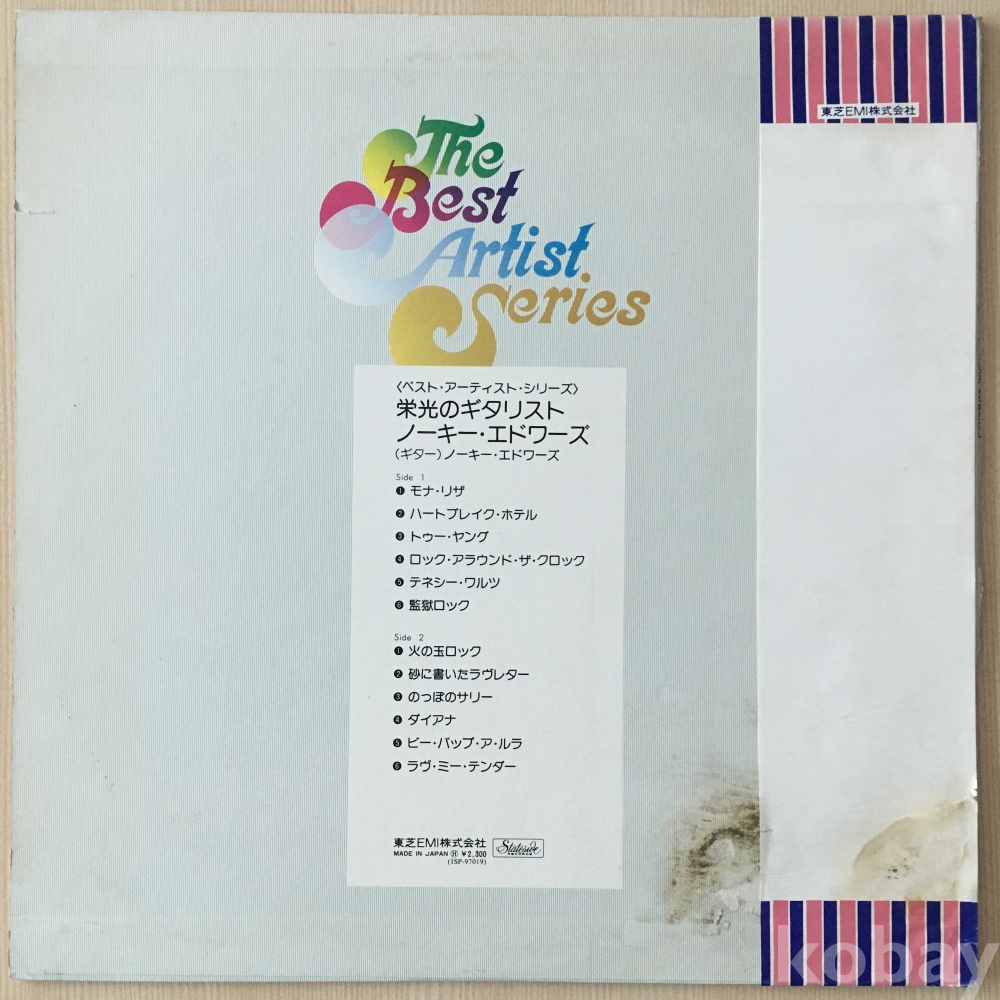 東芝EMI株式会社
The
Best
Artist
Series
〈ベスト・アーティスト・シリーズ〉
栄光のギタリスト
ノーキー・エドワーズ
(ギター)ノーキー・エドワーズ
Side 1
❶ モナ・リザ
❷ ハートブレイク・ホテル
❸ トゥー・ヤング
❹ ロック・アラウンド・ザ・クロック
❺ テネシー・ワルツ
❻ 監獄ロック
Side 2
❶ 火の玉ロック
❷ 砂に書いたラヴレター
❸ のっぽのサリー
❹ ダイアナ
❺ ビー・バップ・ア・ルラ
❻ ラヴ・ミー・テンダー
東芝EMI株式会社
MADE IN JAPAN Ⓗ ¥2,300
(ISP-97019)
Stateside
kobay